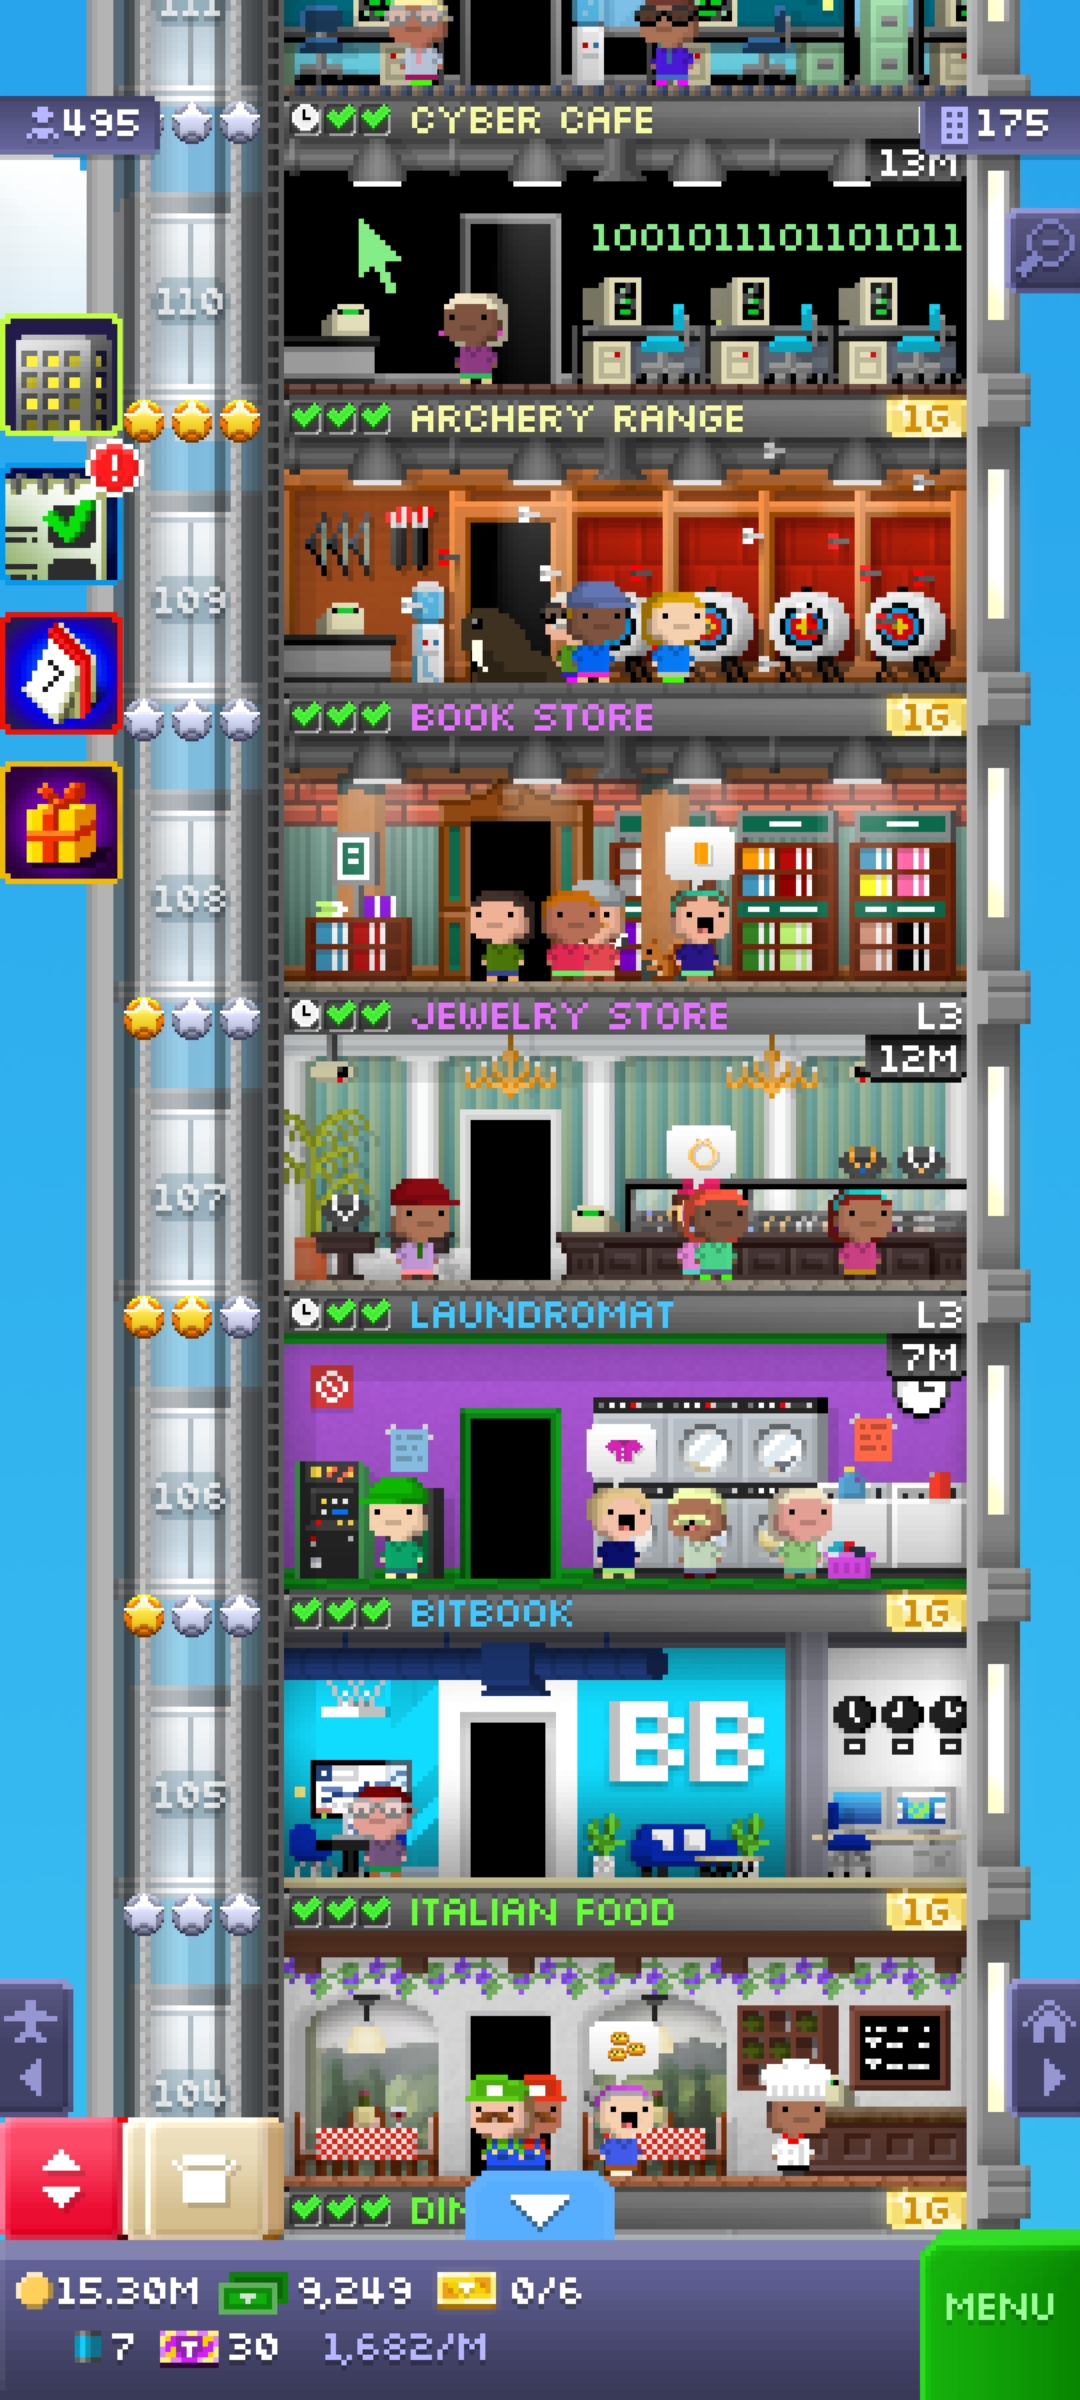 111
495
CYBER CAFE
175
13M
1001011101101011
110
ARCHERY RANGE
1G
109
BOOK STORE
1G
108
JEWELRY STORE
L3
12M
107
LAUNDROMAT
L3
7M
106
BITBOOK
1G
BB
105
ITALIAN FOOD
1G
104
DIN
1G
15.30M
9,249
0/6
MENU
7
T
30
1,682/M